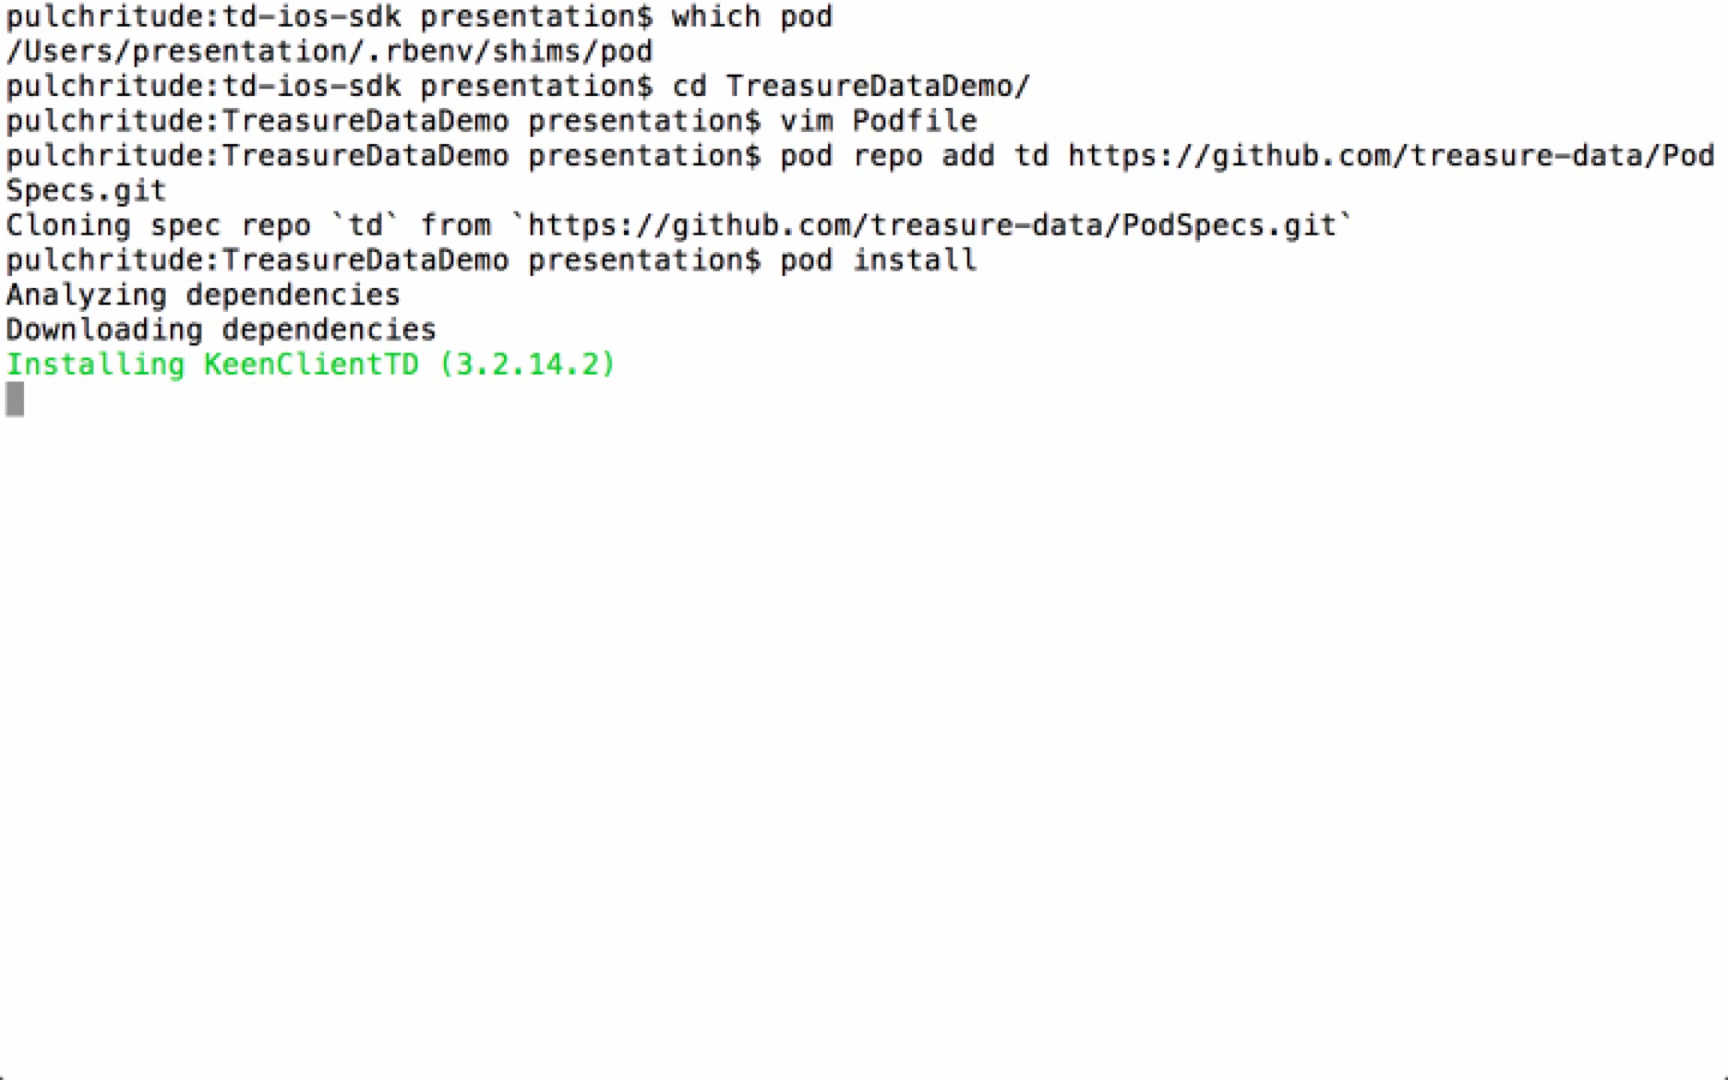 pulchritude:td-ios-sdk presentation$ which pod
/Users/presentation/.rbenv/shims/pod
pulchritude:td-ios-sdk presentation$ cd TreasureDataDemo/
pulchritude:TreasureDataDemo presentation$ vim Podfile
pulchritude:TreasureDataDemo presentation$ pod repo add td https://github.com/treasure-data/Pod
Specs.git
Cloning spec repo `td` from `https://github.com/treasure-data/PodSpecs.git`
pulchritude:TreasureDataDemo presentation$ pod install
Analyzing dependencies
Downloading dependencies
Installing KeenClientTD (3.2.14.2)